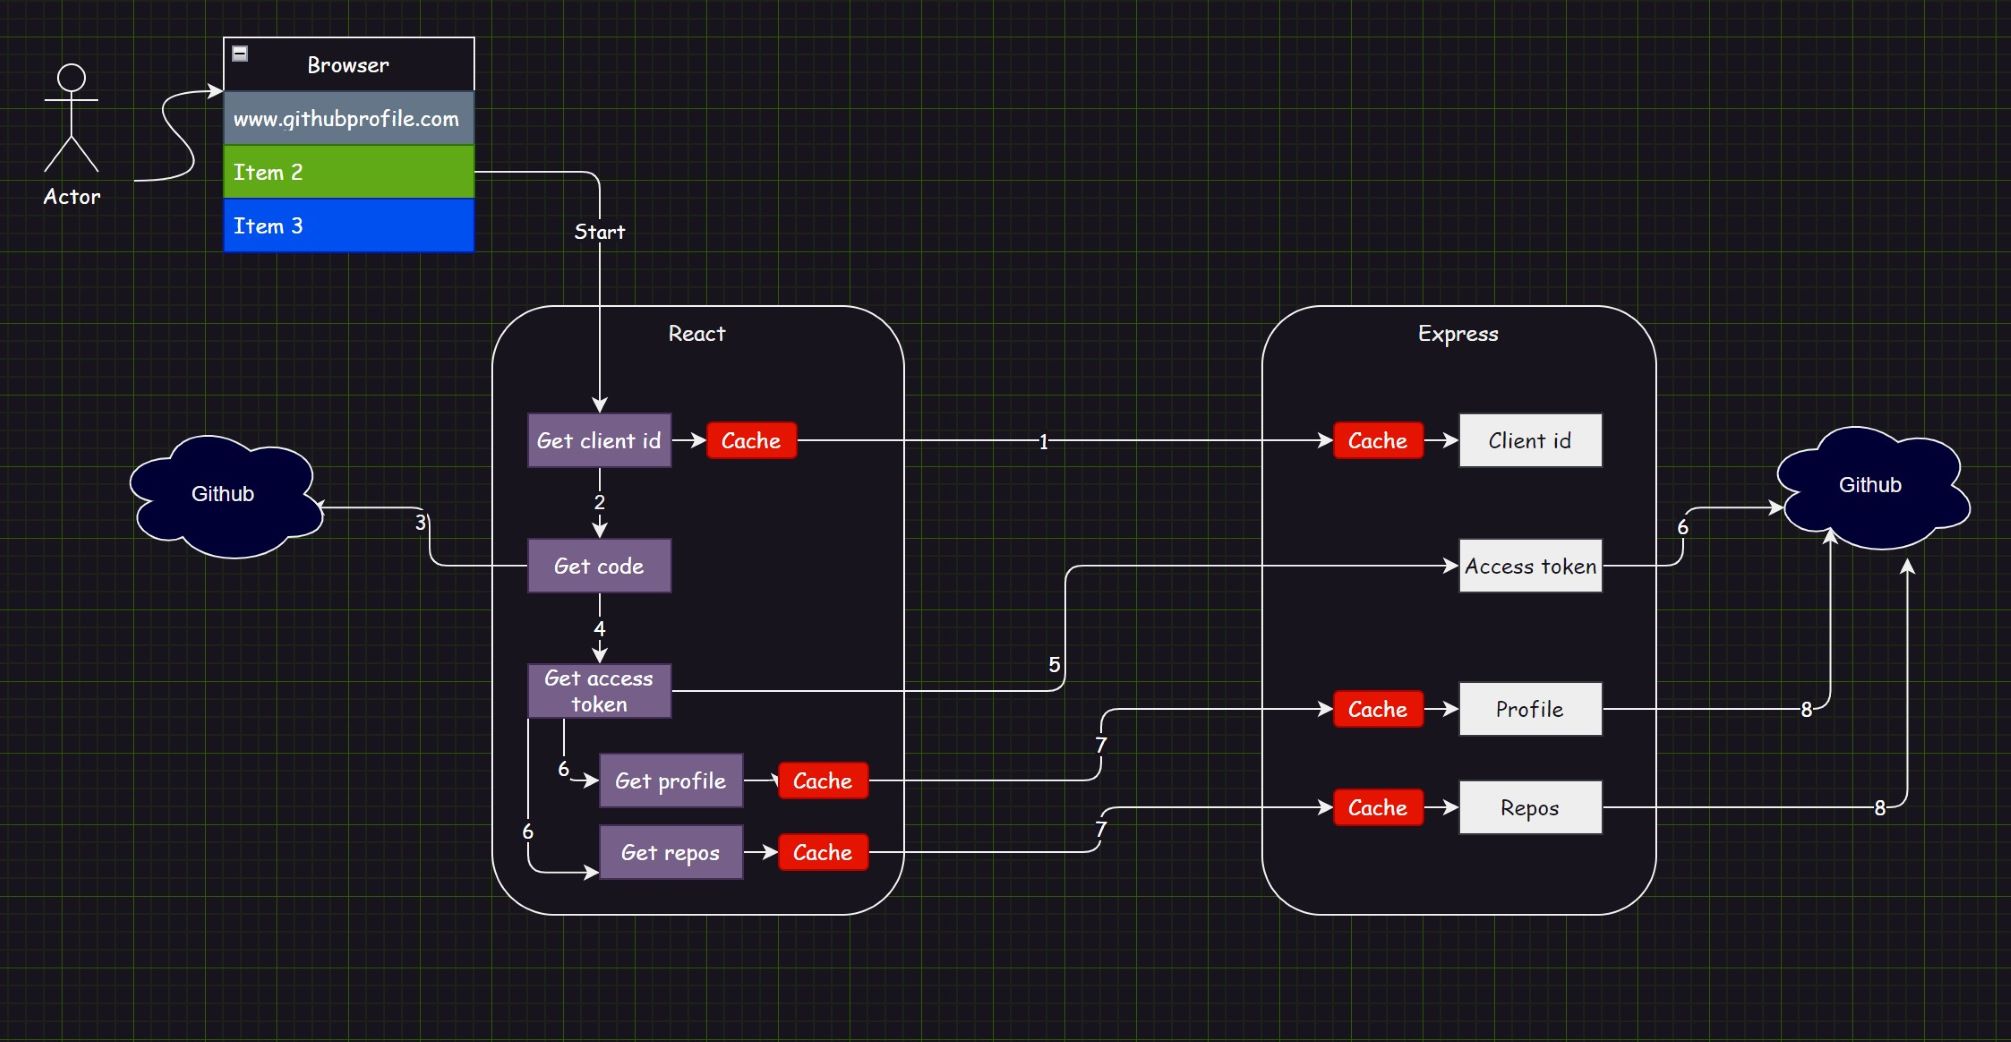 Browser
www.githubprofile.com
Item 2
Item 3
Actor
Start
React
Express
Get client id
Cache
1
Cache
Client id
Github
3
2
Get code
Access token
6
Github
4
Get access
token
5
6
Get profile
Cache
7
Cache
Profile
8
6
Get repos
Cache
7
Cache
Repos
8